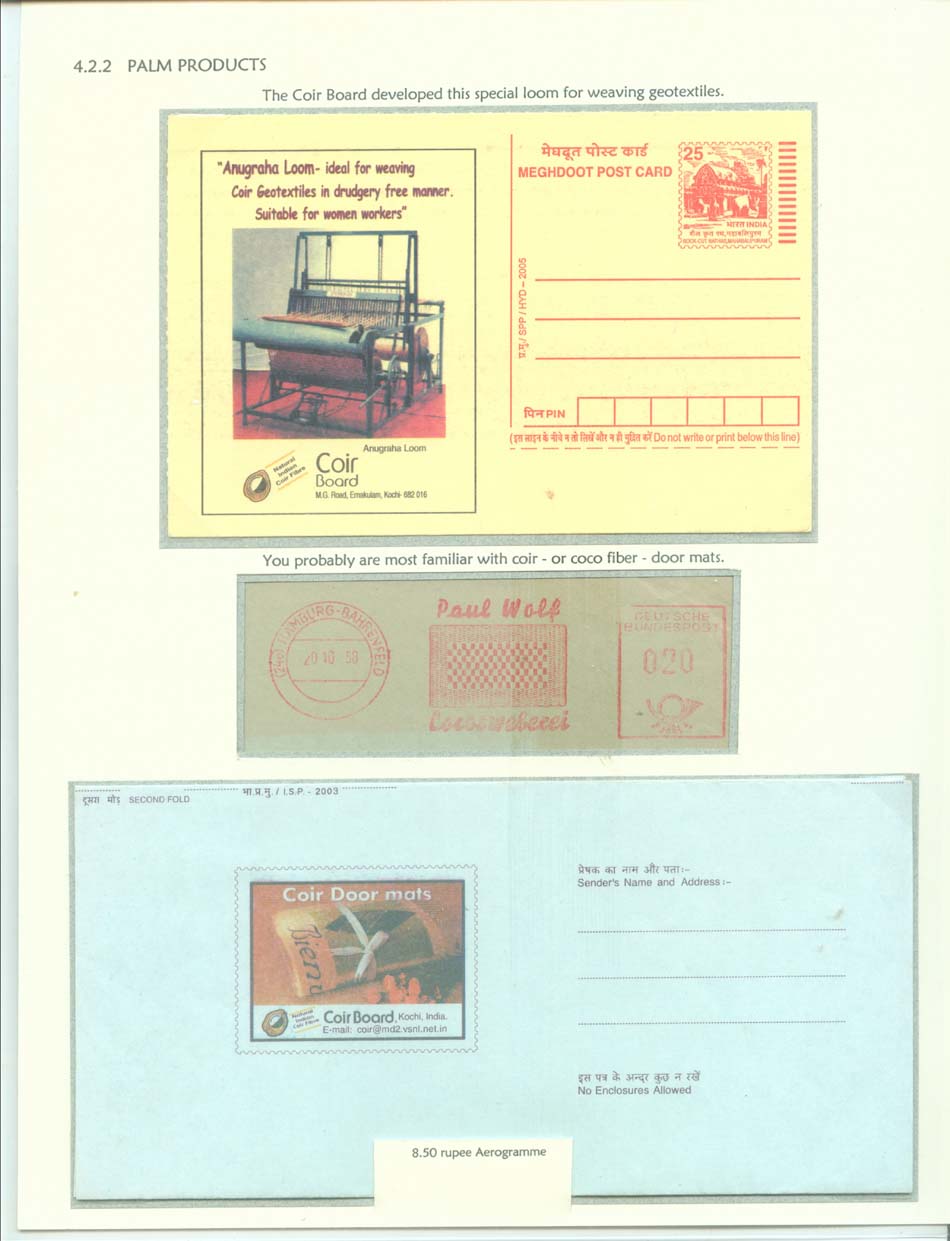 4.2.2 PALM PRODUCTS
The Coir Board developed this special loom for weaving geotextiles.
"Anugraha Loom- ideal for weaving
Coir Geotextiles in drudgery free manner.
Suitable for women workers"
Anugraha Loom
Natural
Indian
Coir Fibre
Coir
Board
M.G. Road, Ernakulam, Kochi- 682 016
मेघदूत पोस्ट कार्ड
MEGHDOOT POST CARD
25
भारत INDIA
ROCK-CUT RATHAS, MAHABALIPURAM
प्र.मु./ SPP / HYD – 2005
पिन PIN
(इस लाइन के नीचे न तो लिखें और न ही मुद्रित करें Do not write or print below this line)
You probably are most familiar with coir - or coco fiber - door mats.
(24a) HAMBURG-BAHRENFELD
20 10 58
Paul Wolf
Cocosweberei
DEUTSCHE
BUNDESPOST
020
दूसरा मोड़ SECOND FOLD
भा.प्र.मु. / I.S.P. - 2003
Coir Door mats
Bienv
Natural
Indian
Coir Fibre
Coir Board, Kochi, India.
E-mail: coir@md2.vsnl.net.in
प्रेषक का नाम और पता:–
Sender's Name and Address :–
इस पत्र के अन्दर कुछ न रखें
No Enclosures Allowed
8.50 rupee Aerogramme